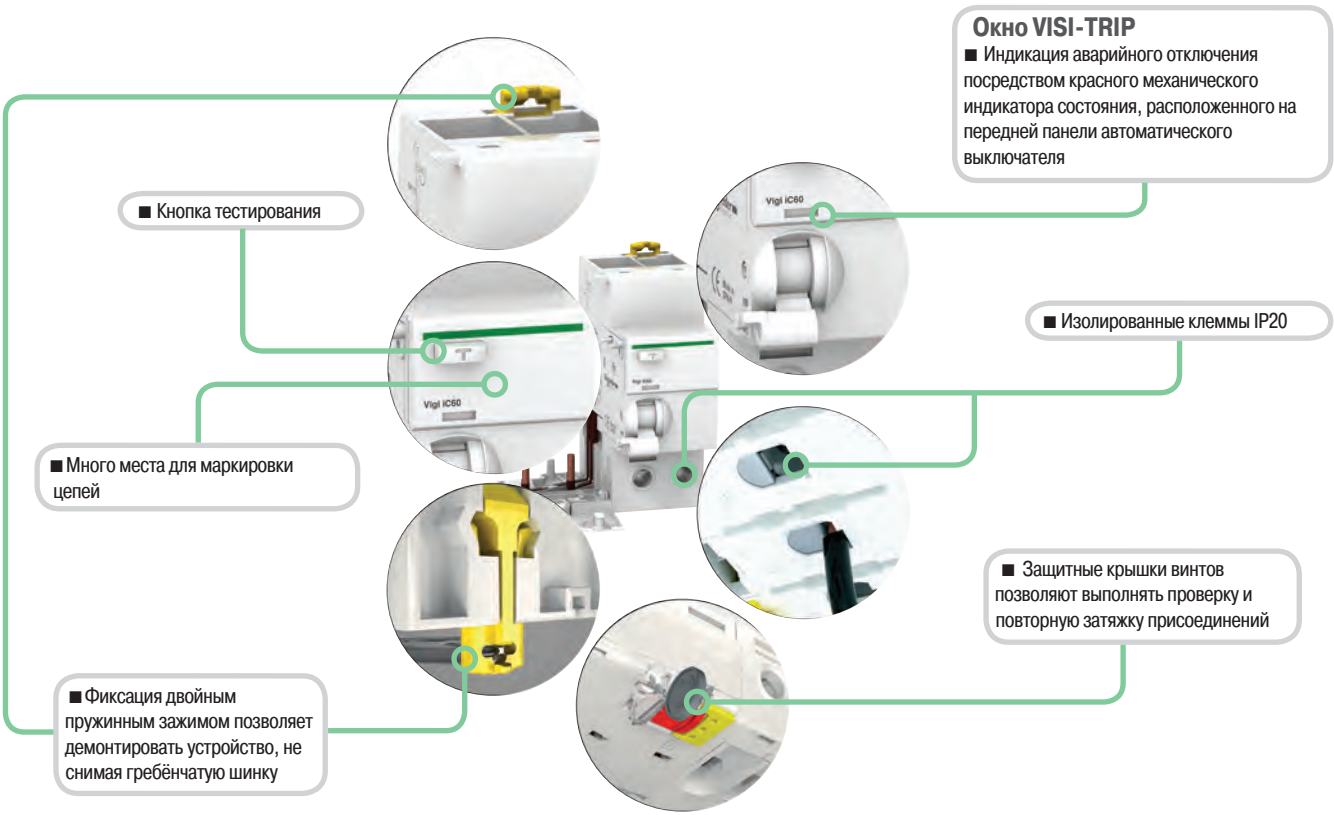 Окно VISI-TRIP
■ Индикация аварийного отключения
посредством красного механического
индикатора состояния, расположенного на
передней панели автоматического
выключателя
■ Кнопка тестирования
Vigi iC60
■ Изолированные клеммы IP20
T
Vigi iC60
■ Много места для маркировки
цепей
■ Защитные крышки винтов
позволяют выполнять проверку и
повторную затяжку присоединений
■ Фиксация двойным
пружинным зажимом позволяет
демонтировать устройство, не
снимая гребёнчатую шинку